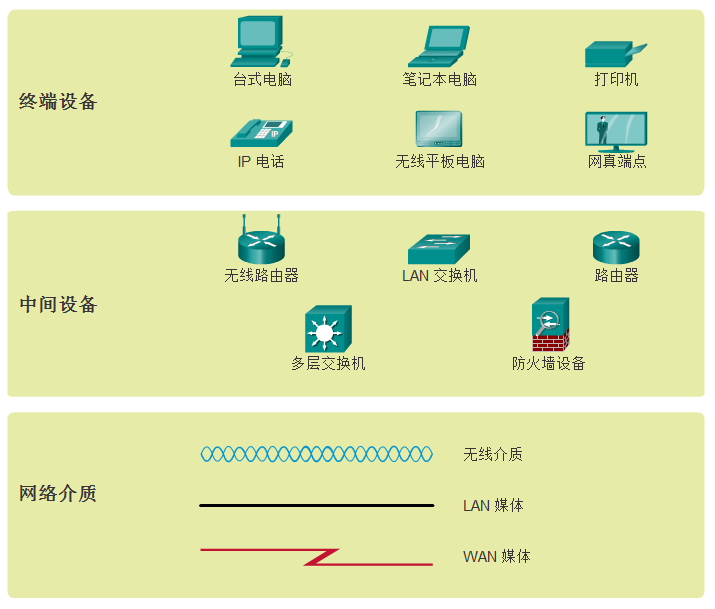 终端设备
台式电脑
笔记本电脑
打印机
IP 电话
无线平板电脑
网真端点
中间设备
无线路由器
LAN 交换机
路由器
多层交换机
防火墙设备
网络介质
无线介质
LAN 媒体
WAN 媒体